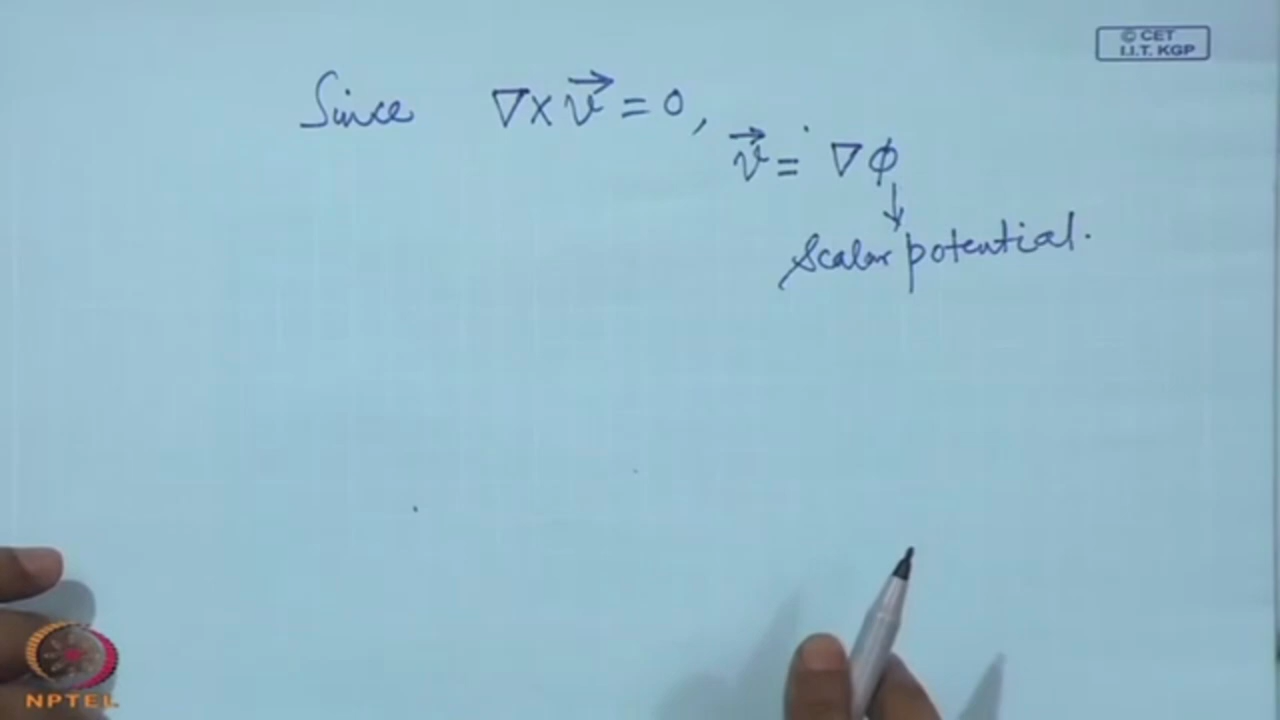 © CET
I.I.T. KGP
Since ∇× v⃗ = 0,
v⃗ = ∇φ
↓
Scalar potential.
NPTEL